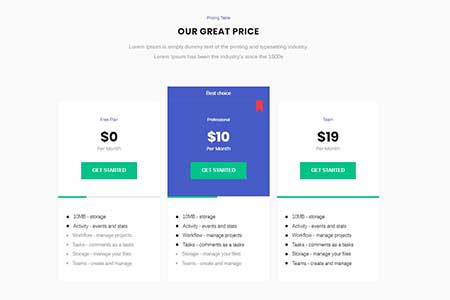 Pricing Table
OUR GREAT PRICE
Lorem Ipsum is simply dummy text of the printing and typesetting industry.
Lorem Ipsum has been the industry's since the 1500s
Free Plan
$0
Per Month
GET STARTED
10MB - storage
Activity - events and stats
Workflow - manage projects
Tasks - comments as a tasks
Storage - manage your files
Teams - create and manage
Best choice
Professional
$10
Per Month
GET STARTED
10MB - storage
Activity - events and stats
Workflow - manage projects
Tasks - comments as a tasks
Storage - manage your files
Teams - create and manage
Team
$19
Per Month
GET STARTED
10MB - storage
Activity - events and stats
Workflow - manage projects
Tasks - comments as a tasks
Storage - manage your files
Teams - create and manage